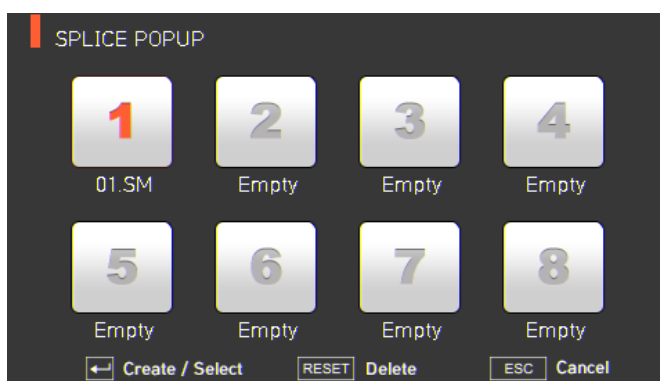 SPLICE POPUP
1 2 3 4
01.SM Empty Empty Empty
5 6 7 8
Empty Empty Empty Empty
Create / Select RESET Delete ESC Cancel